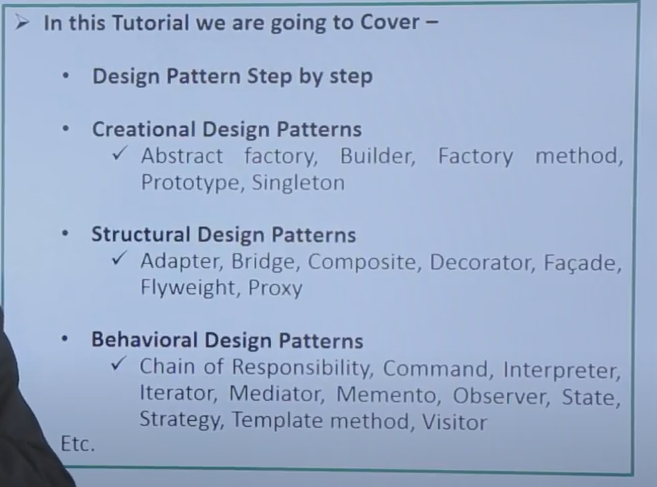 ➢ In this Tutorial we are going to Cover –
• Design Pattern Step by step
• Creational Design Patterns
✓ Abstract factory, Builder, Factory method,
Prototype, Singleton
• Structural Design Patterns
✓ Adapter, Bridge, Composite, Decorator, Façade,
Flyweight, Proxy
• Behavioral Design Patterns
✓ Chain of Responsibility, Command, Interpreter,
Iterator, Mediator, Memento, Observer, State,
Strategy, Template method, Visitor
Etc.